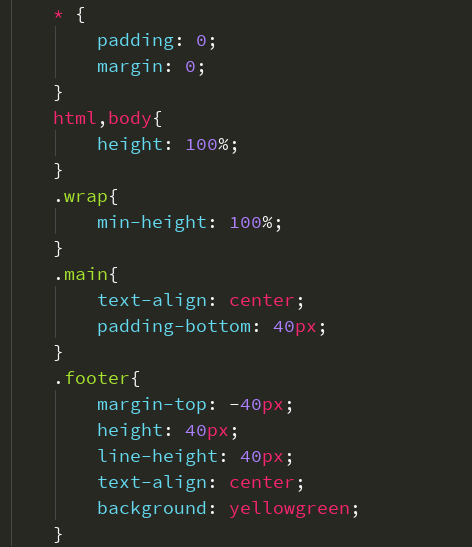 * {
    padding: 0;
    margin: 0;
}
html,body{
    height: 100%;
}
.wrap{
    min-height: 100%;
}
.main{
    text-align: center;
    padding-bottom: 40px;
}
.footer{
    margin-top: -40px;
    height: 40px;
    line-height: 40px;
    text-align: center;
    background: yellowgreen;
}